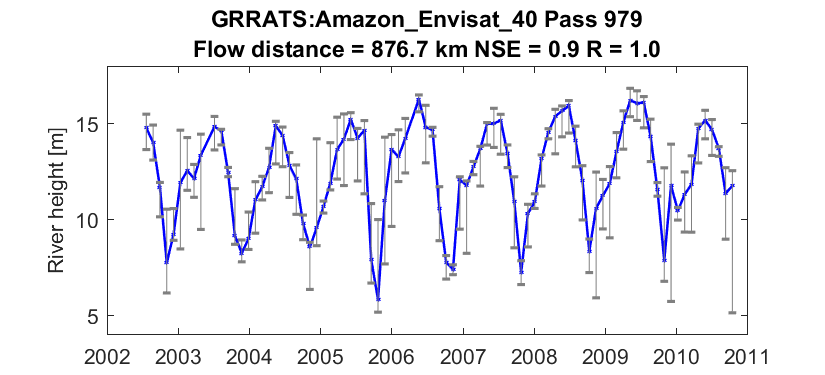 GRRATS:Amazon_Envisat_40 Pass 979
Flow distance = 876.7 km NSE = 0.9 R = 1.0
River height [m]
15
10
5
2002 2003 2004 2005 2006 2007 2008 2009 2010 2011